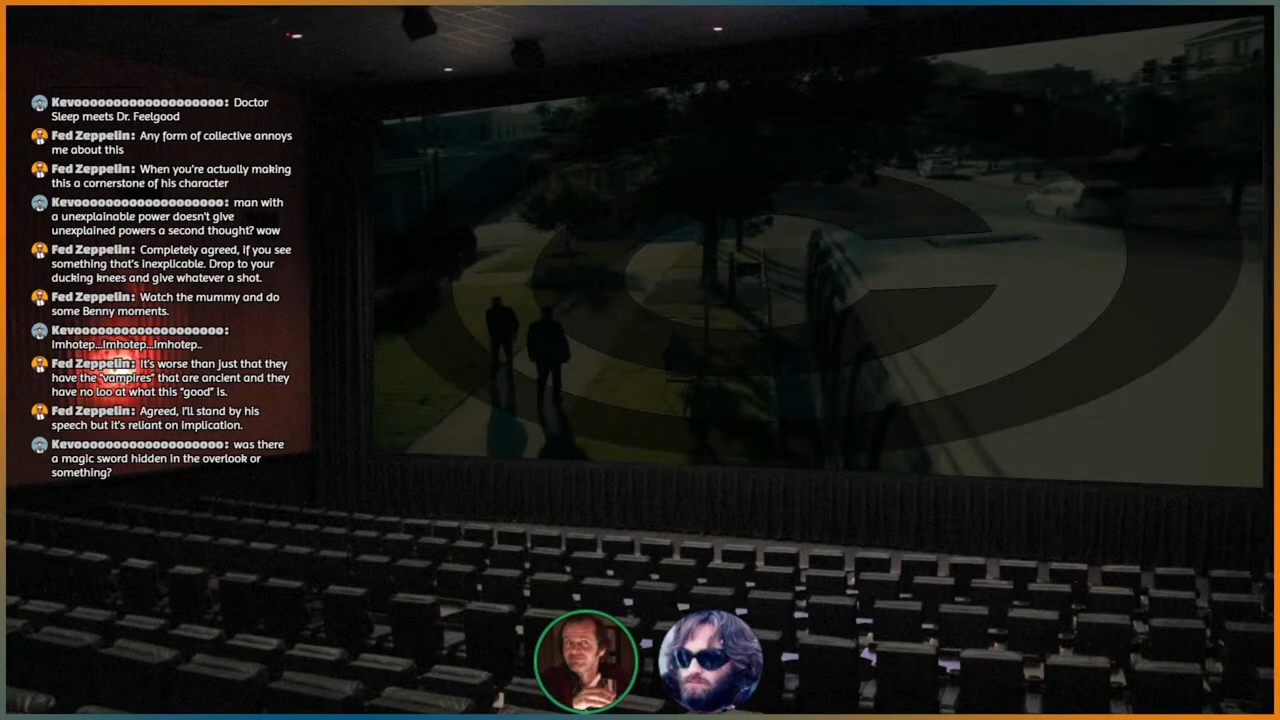 Kevoooooooooooooooooooo: Doctor
Sleep meets Dr. Feelgood
Fed Zeppelin: Any form of collective annoys
me about this
Fed Zeppelin: When you're actually making
this a cornerstone of his character
Kevoooooooooooooooooooo: man with
a unexplainable power doesn't give
unexplained powers a second thought? wow
Fed Zeppelin: Completely agreed, if you see
something that's inexplicable. Drop to your
ducking knees and give whatever a shot.
Fed Zeppelin: Watch the mummy and do
some Benny moments.
Kevoooooooooooooooooooo:
Imhotep...Imhotep...imhotep..
Fed Zeppelin: It's worse than just that they
have the "vampires" that are ancient and they
have no loo at what this "good" is.
Fed Zeppelin: Agreed, I'll stand by his
speech but it's reliant on implication.
Kevoooooooooooooooooooo: was there
a magic sword hidden in the overlook or
something?